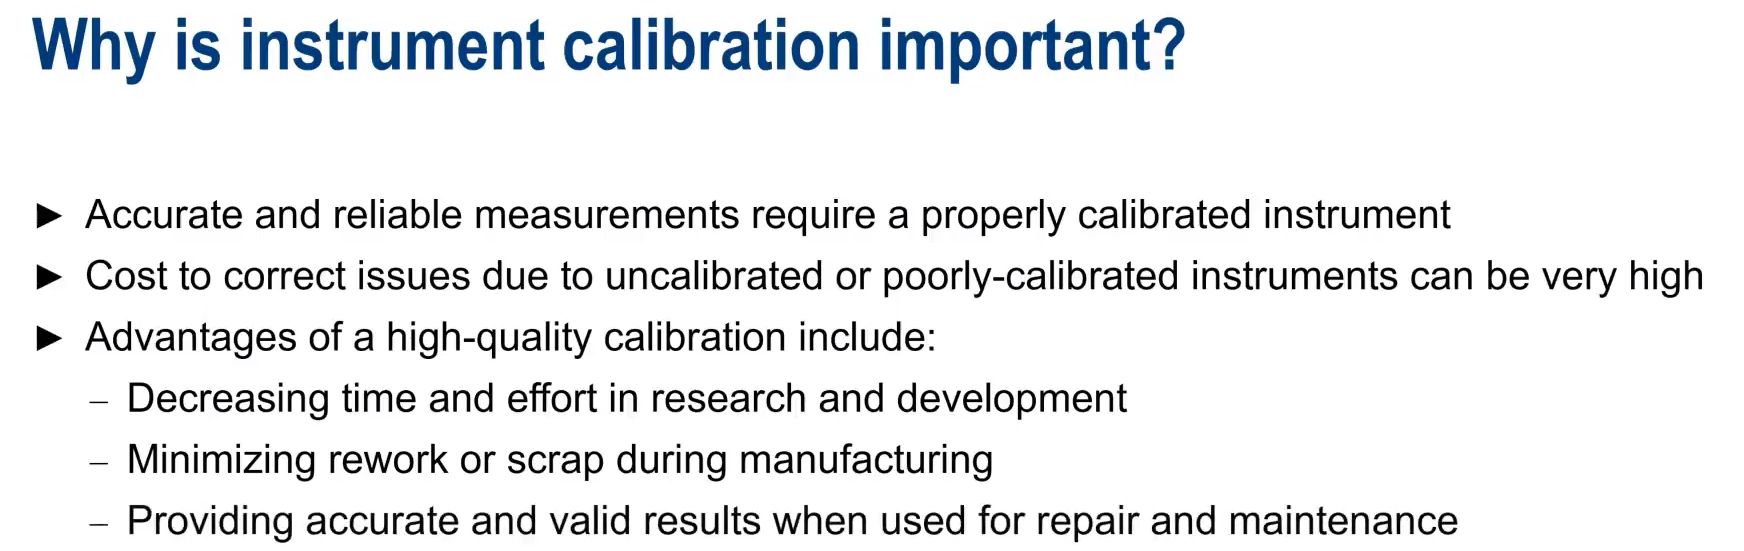 Why is instrument calibration important?
► Accurate and reliable measurements require a properly calibrated instrument
► Cost to correct issues due to uncalibrated or poorly-calibrated instruments can be very high
► Advantages of a high-quality calibration include:
– Decreasing time and effort in research and development
– Minimizing rework or scrap during manufacturing
– Providing accurate and valid results when used for repair and maintenance